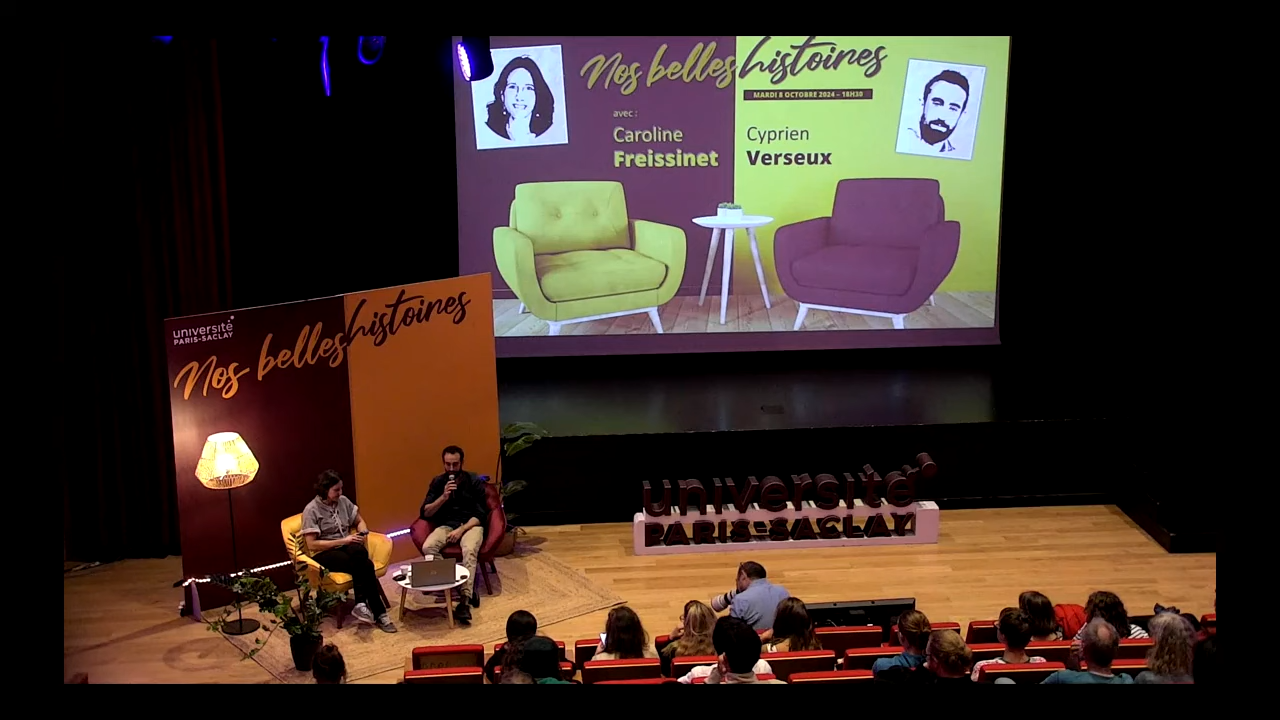 Nos belles histoires
MARDI 8 OCTOBRE 2024 – 18H30
avec :
Caroline
Freissinet
Cyprien
Verseux
université
PARIS-SACLAY
Nos belles histoires
université
PARIS-SACLAY